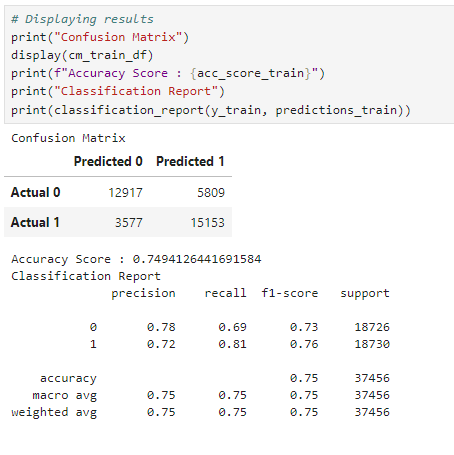 # Displaying results
print("Confusion Matrix")
display(cm_train_df)
print(f"Accuracy Score : {acc_score_train}")
print("Classification Report")
print(classification_report(y_train, predictions_train))
Confusion Matrix
Predicted 0 Predicted 1
Actual 0 12917 5809
Actual 1 3577 15153
Accuracy Score : 0.7494126441691584
Classification Report
precision recall f1-score support
0 0.78 0.69 0.73 18726
1 0.72 0.81 0.76 18730
accuracy 0.75 37456
macro avg 0.75 0.75 0.75 37456
weighted avg 0.75 0.75 0.75 37456